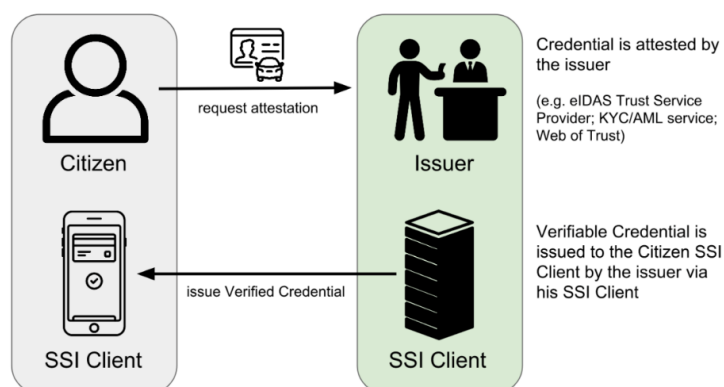 Credential is attested by
the issuer
request attestation
(e.g. eIDAS Trust Service
Provider; KYC/AML service;
Web of Trust)
Citizen
Issuer
Verifiable Credential is
issued to the Citizen SSI
Client by the issuer via
his SSI Client
issue Verified Credential
SSI Client
SSI Client